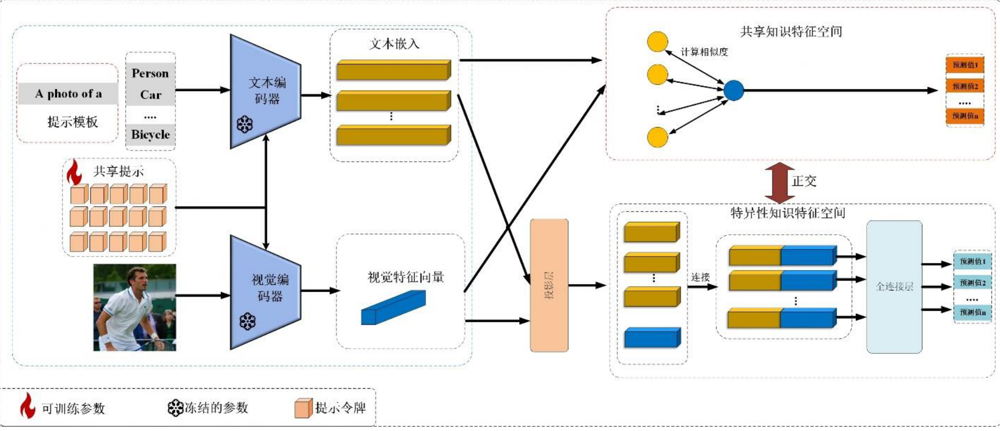 A photo of a
提示模板
Person
Car
....
Bicycle
文本编
码器
文本嵌入
共享提示
视觉编
码器
视觉特征向量
投影层
共享知识特征空间
计算相似度
预测值1
预测值2
....
预测值n
正交
特异性知识特征空间
连接
全连接层
预测值1
预测值2
....
预测值n
可训练参数
冻结的参数
提示令牌